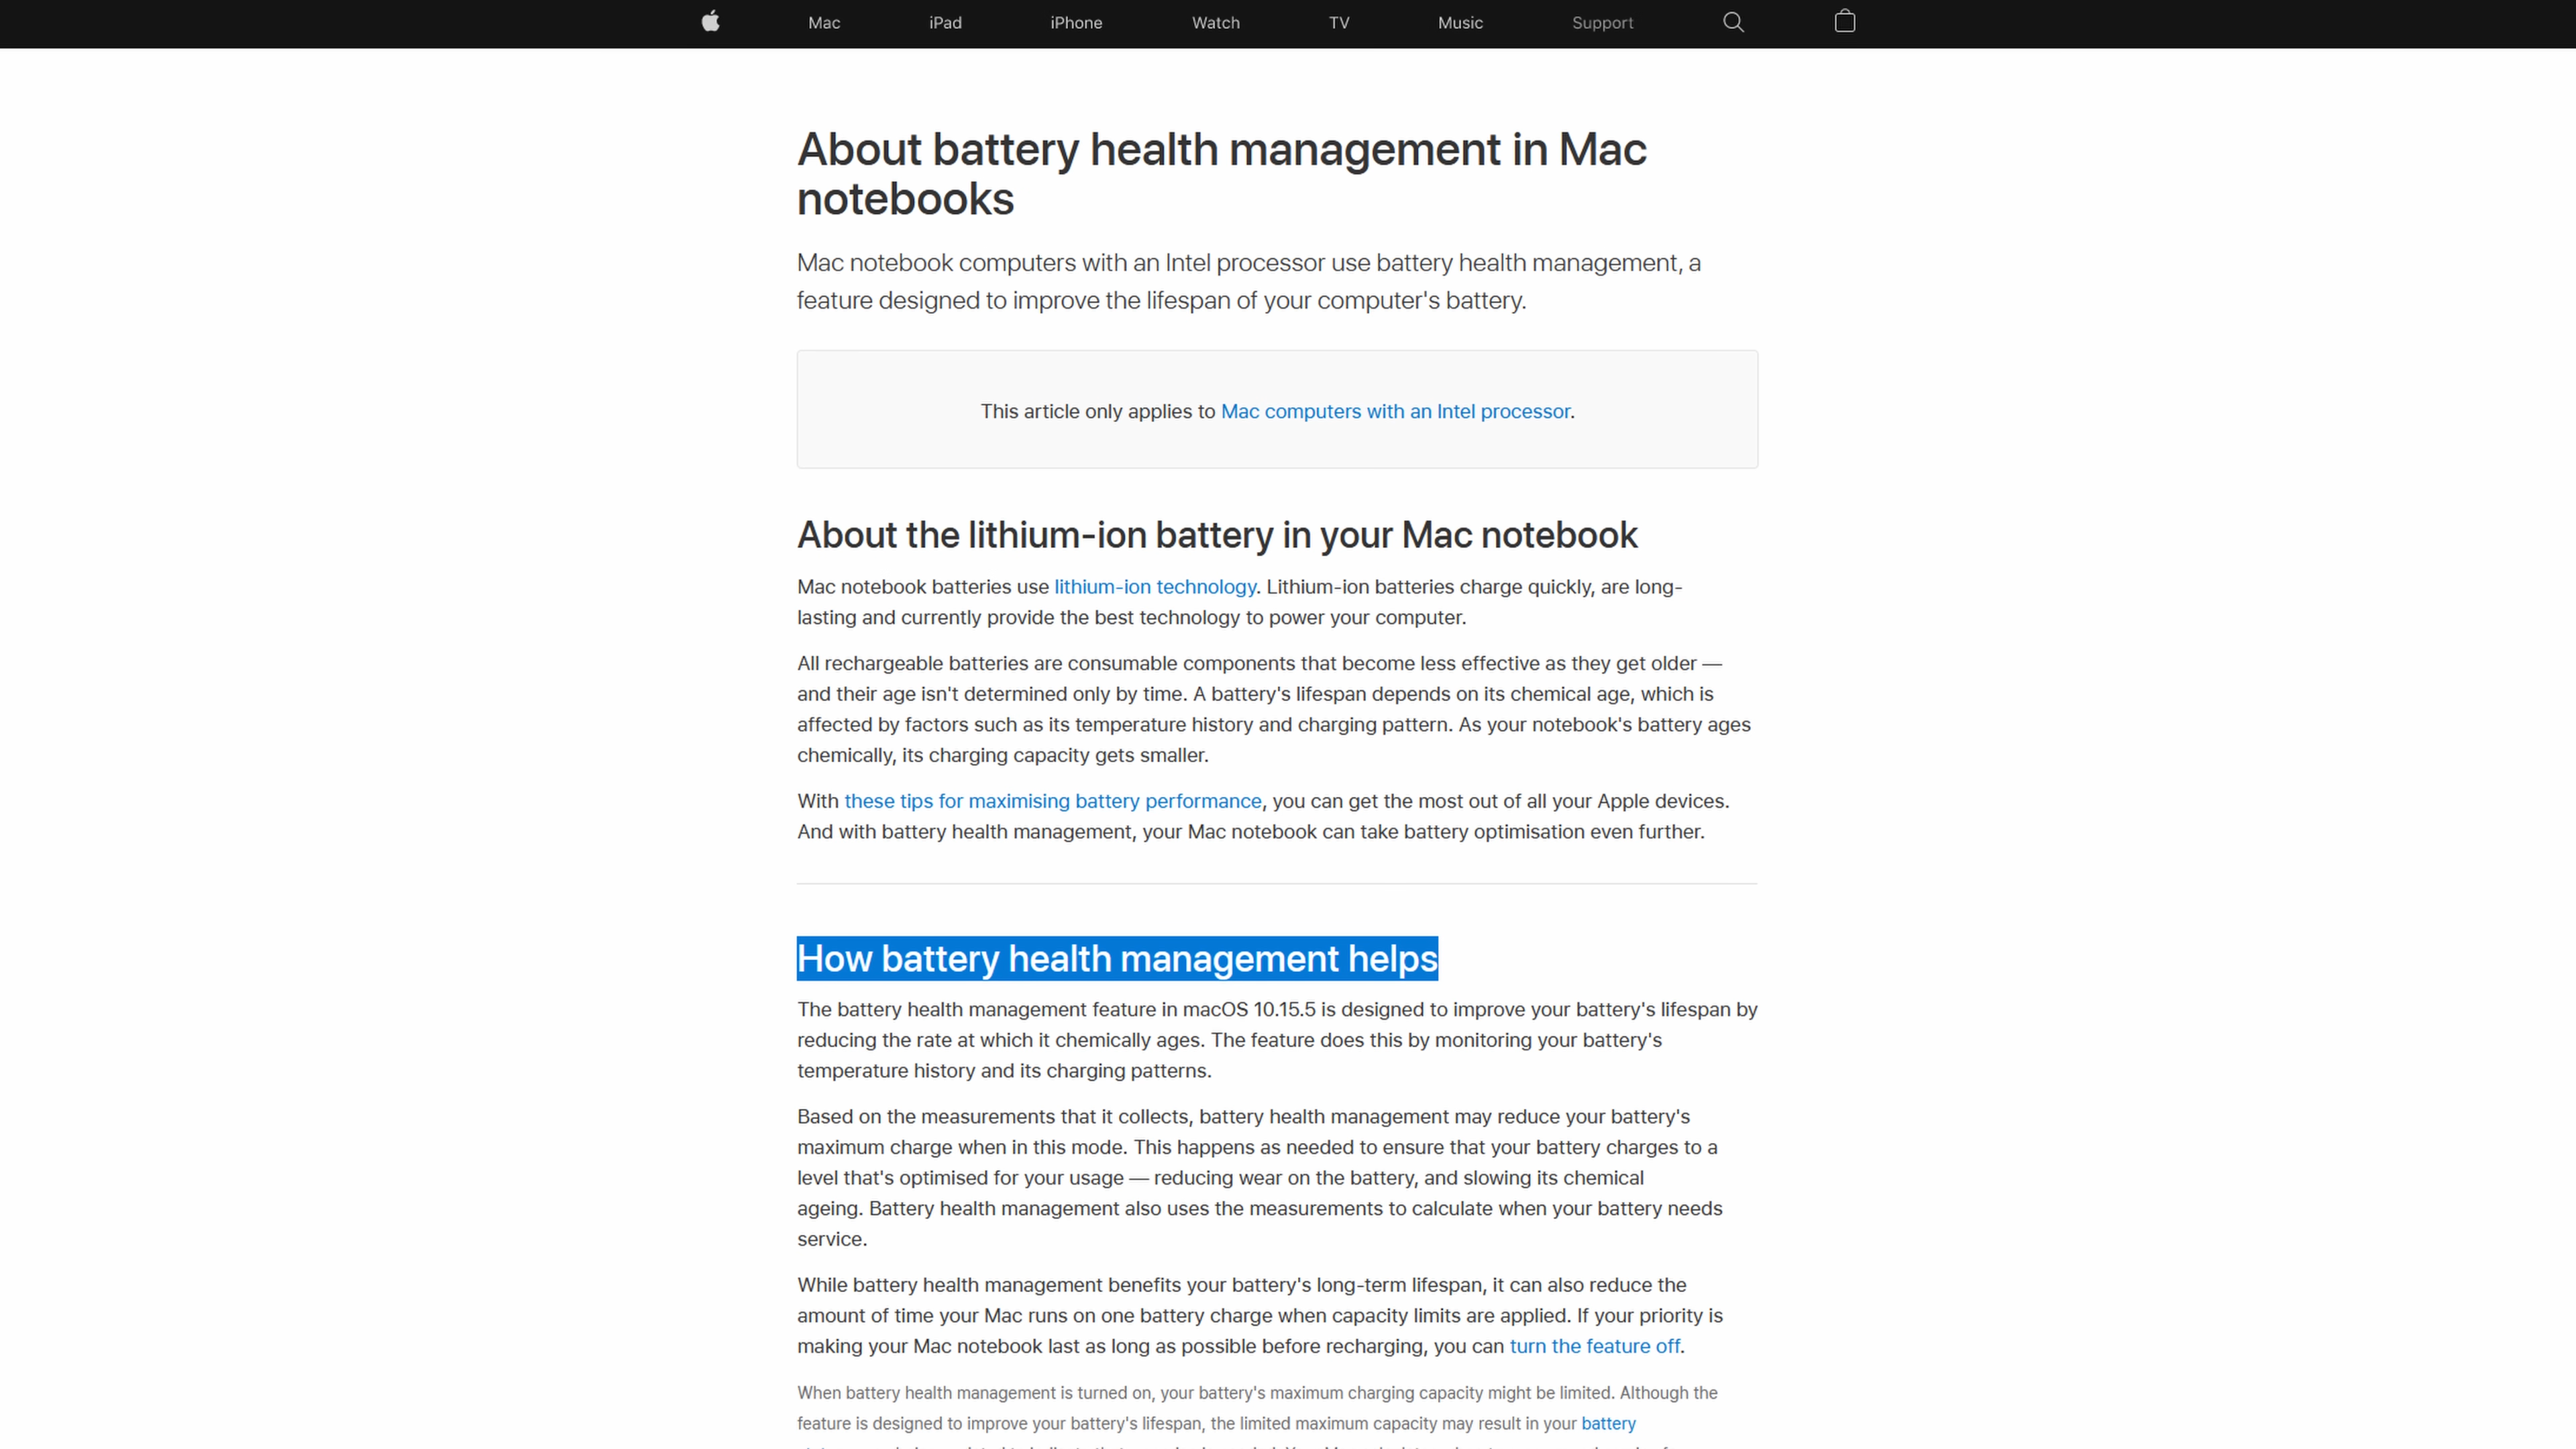 Mac iPad iPhone Watch TV Music Support
About battery health management in Mac
notebooks
Mac notebook computers with an Intel processor use battery health management, a
feature designed to improve the lifespan of your computer's battery.
This article only applies to Mac computers with an Intel processor.
About the lithium-ion battery in your Mac notebook
Mac notebook batteries use lithium-ion technology. Lithium-ion batteries charge quickly, are long-
lasting and currently provide the best technology to power your computer.
All rechargeable batteries are consumable components that become less effective as they get older —
and their age isn't determined only by time. A battery's lifespan depends on its chemical age, which is
affected by factors such as its temperature history and charging pattern. As your notebook's battery ages
chemically, its charging capacity gets smaller.
With these tips for maximising battery performance, you can get the most out of all your Apple devices.
And with battery health management, your Mac notebook can take battery optimisation even further.
How battery health management helps
The battery health management feature in macOS 10.15.5 is designed to improve your battery's lifespan by
reducing the rate at which it chemically ages. The feature does this by monitoring your battery's
temperature history and its charging patterns.
Based on the measurements that it collects, battery health management may reduce your battery's
maximum charge when in this mode. This happens as needed to ensure that your battery charges to a
level that's optimised for your usage — reducing wear on the battery, and slowing its chemical
ageing. Battery health management also uses the measurements to calculate when your battery needs
service.
While battery health management benefits your battery's long-term lifespan, it can also reduce the
amount of time your Mac runs on one battery charge when capacity limits are applied. If your priority is
making your Mac notebook last as long as possible before recharging, you can turn the feature off.
When battery health management is turned on, your battery's maximum charging capacity might be limited. Although the
feature is designed to improve your battery's lifespan, the limited maximum capacity may result in your battery